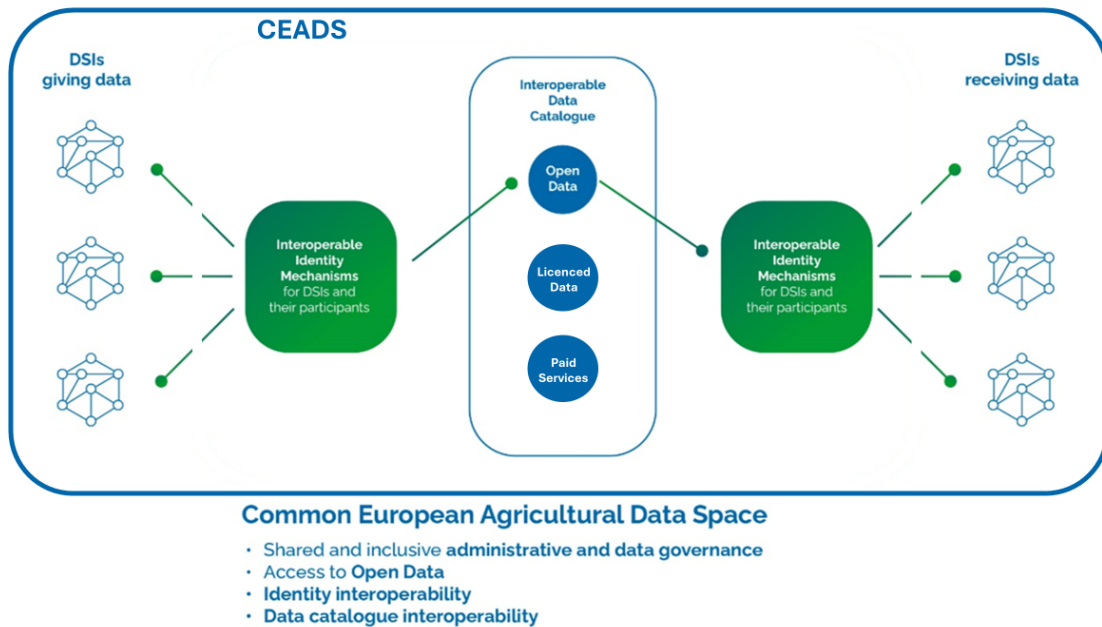 CEADS
DSIs
giving data
Interoperable
Identity
Mechanisms
for DSIs and
their participants
Interoperable
Data
Catalogue
Open
Data
Licenced
Data
Paid
Services
Interoperable
Identity
Mechanisms
for DSIs and
their participants
DSIs
receiving data
Common European Agricultural Data Space
• Shared and inclusive administrative and data governance
• Access to Open Data
• Identity interoperability
• Data catalogue interoperability